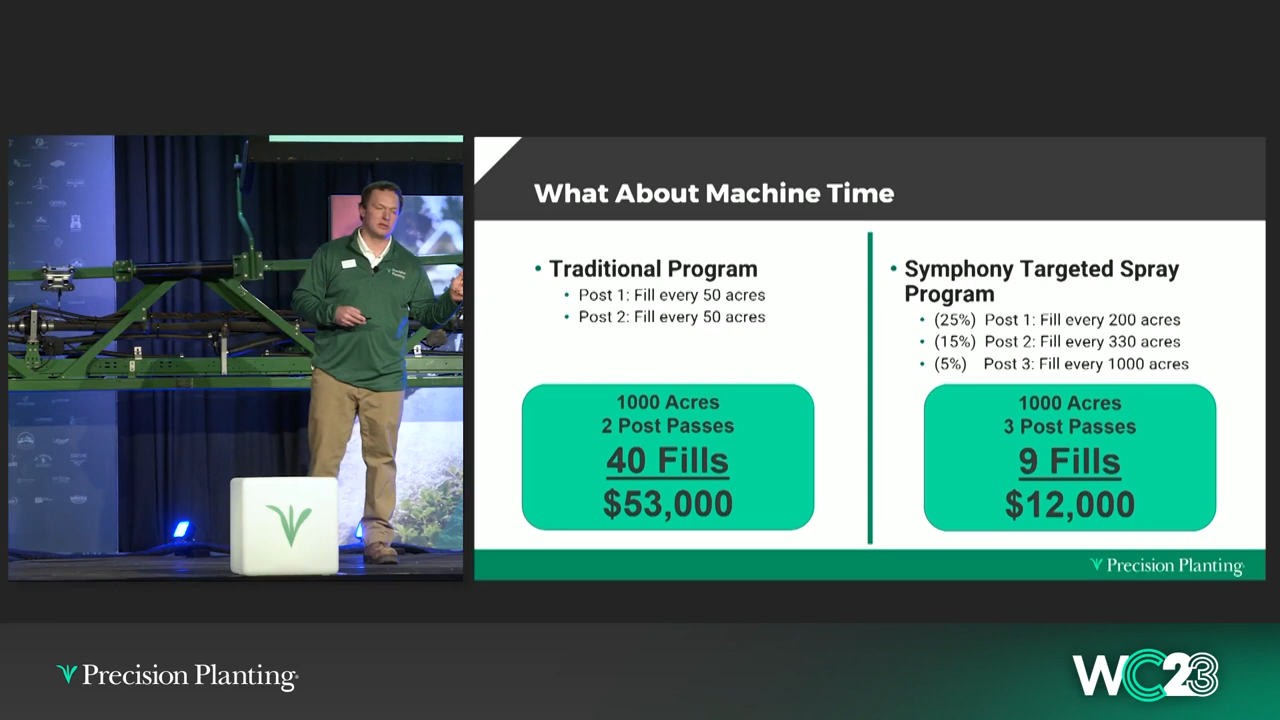 What About Machine Time
• Traditional Program
• Post 1: Fill every 50 acres
• Post 2: Fill every 50 acres
1000 Acres
2 Post Passes
40 Fills
$53,000
• Symphony Targeted Spray
Program
• (25%) Post 1: Fill every 200 acres
• (15%) Post 2: Fill every 330 acres
• (5%) Post 3: Fill every 1000 acres
1000 Acres
3 Post Passes
9 Fills
$12,000
Precision Planting
Precision Planting
WC23